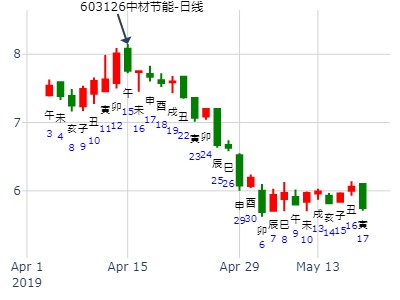 603126中材节能-日线
8
7
6
午 未 亥 子 丑 寅 卯 午 未 申 酉 戌 丑 寅 卯 辰 巳 申 酉 卯 辰 巳 午 未 戌 亥 子 丑 寅
3 4 8 9 10 11 12 15 16 17 18 19 22 23 24 25 26 29 30 6 7 8 9 10 13 14 15 16 17
Apr 1 Apr 15 Apr 29 May 13
2019